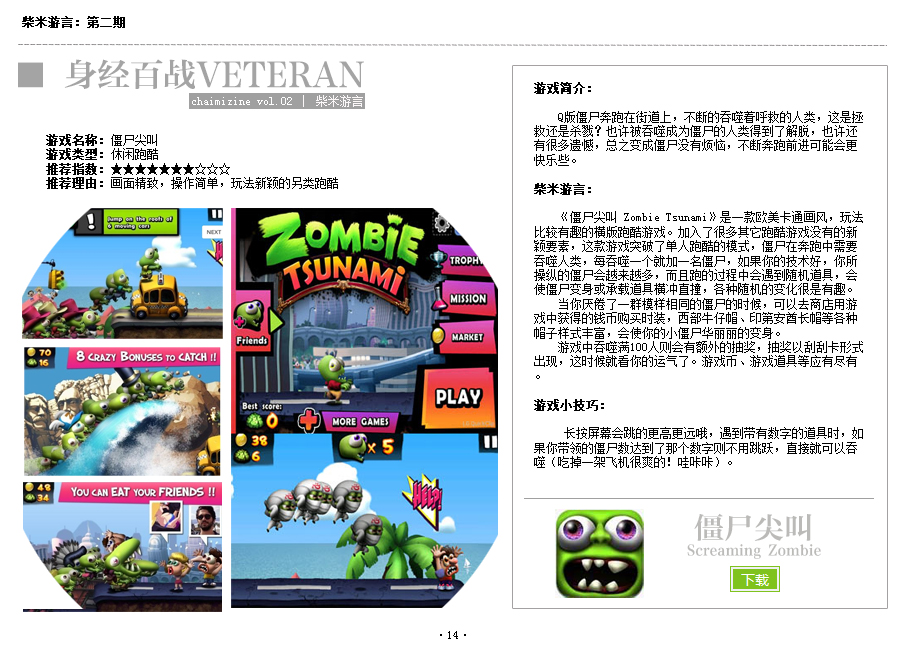 柴米游言：第二期
身经百战VETERAN
chaimizine vol.02 | 柴米游言
游戏名称：僵尸尖叫
游戏类型：休闲跑酷
推荐指数：★★★★★★★☆☆☆
推荐理由：画面精致，操作简单，玩法新颖的另类跑酷
Jump on the roofs of
6 moving cars
NEXT
70
16
8 CRAZY BONUSES TO CATCH !!
48
34
YOU CAN EAT YOUR FRIENDS !!
ZOMBIE
TSUNAMI
TROPH
MISSION
MARKET
Friends
PLAY
Best score:
0
MORE GAMES
38
6
x 5
HELP!
游戏简介：
Q版僵尸奔跑在街道上，不断的吞噬着呼救的人类，这是拯
救还是杀戮？也许被吞噬成为僵尸的人类得到了解脱，也许还
有很多遗憾，总之变成僵尸没有烦恼，不断奔跑前进可能会更
快乐些。
柴米游言：
《僵尸尖叫 Zombie Tsunami》是一款欧美卡通画风，玩法
比较有趣的横版跑酷游戏。加入了很多其它跑酷游戏没有的新
颖要素，这款游戏突破了单人跑酷的模式，僵尸在奔跑中需要
吞噬人类，每吞噬一个就加一名僵尸，如果你的技术好，你所
操纵的僵尸会越来越多，而且跑的过程中会遇到随机道具，会
使僵尸变身或承载道具横冲直撞，各种随机的变化很是有趣。
当你厌倦了一群模样相同的僵尸的时候，可以去商店用游
戏中获得的钱币购买时装，西部牛仔帽、印第安酋长帽等各种
帽子样式丰富，会使你的小僵尸华丽丽的变身。
游戏中吞噬满100人则会有额外的抽奖，抽奖以刮刮卡形式
出现，这时候就看你的运气了。游戏币、游戏道具等应有尽有
。
游戏小技巧：
长按屏幕会跳的更高更远哦，遇到带有数字的道具时，如
果你带领的僵尸数达到了那个数字则不用跳跃，直接就可以吞
噬（吃掉一架飞机很爽的！哇咔咔）。
僵尸尖叫
Screaming Zombie
下载
·14·